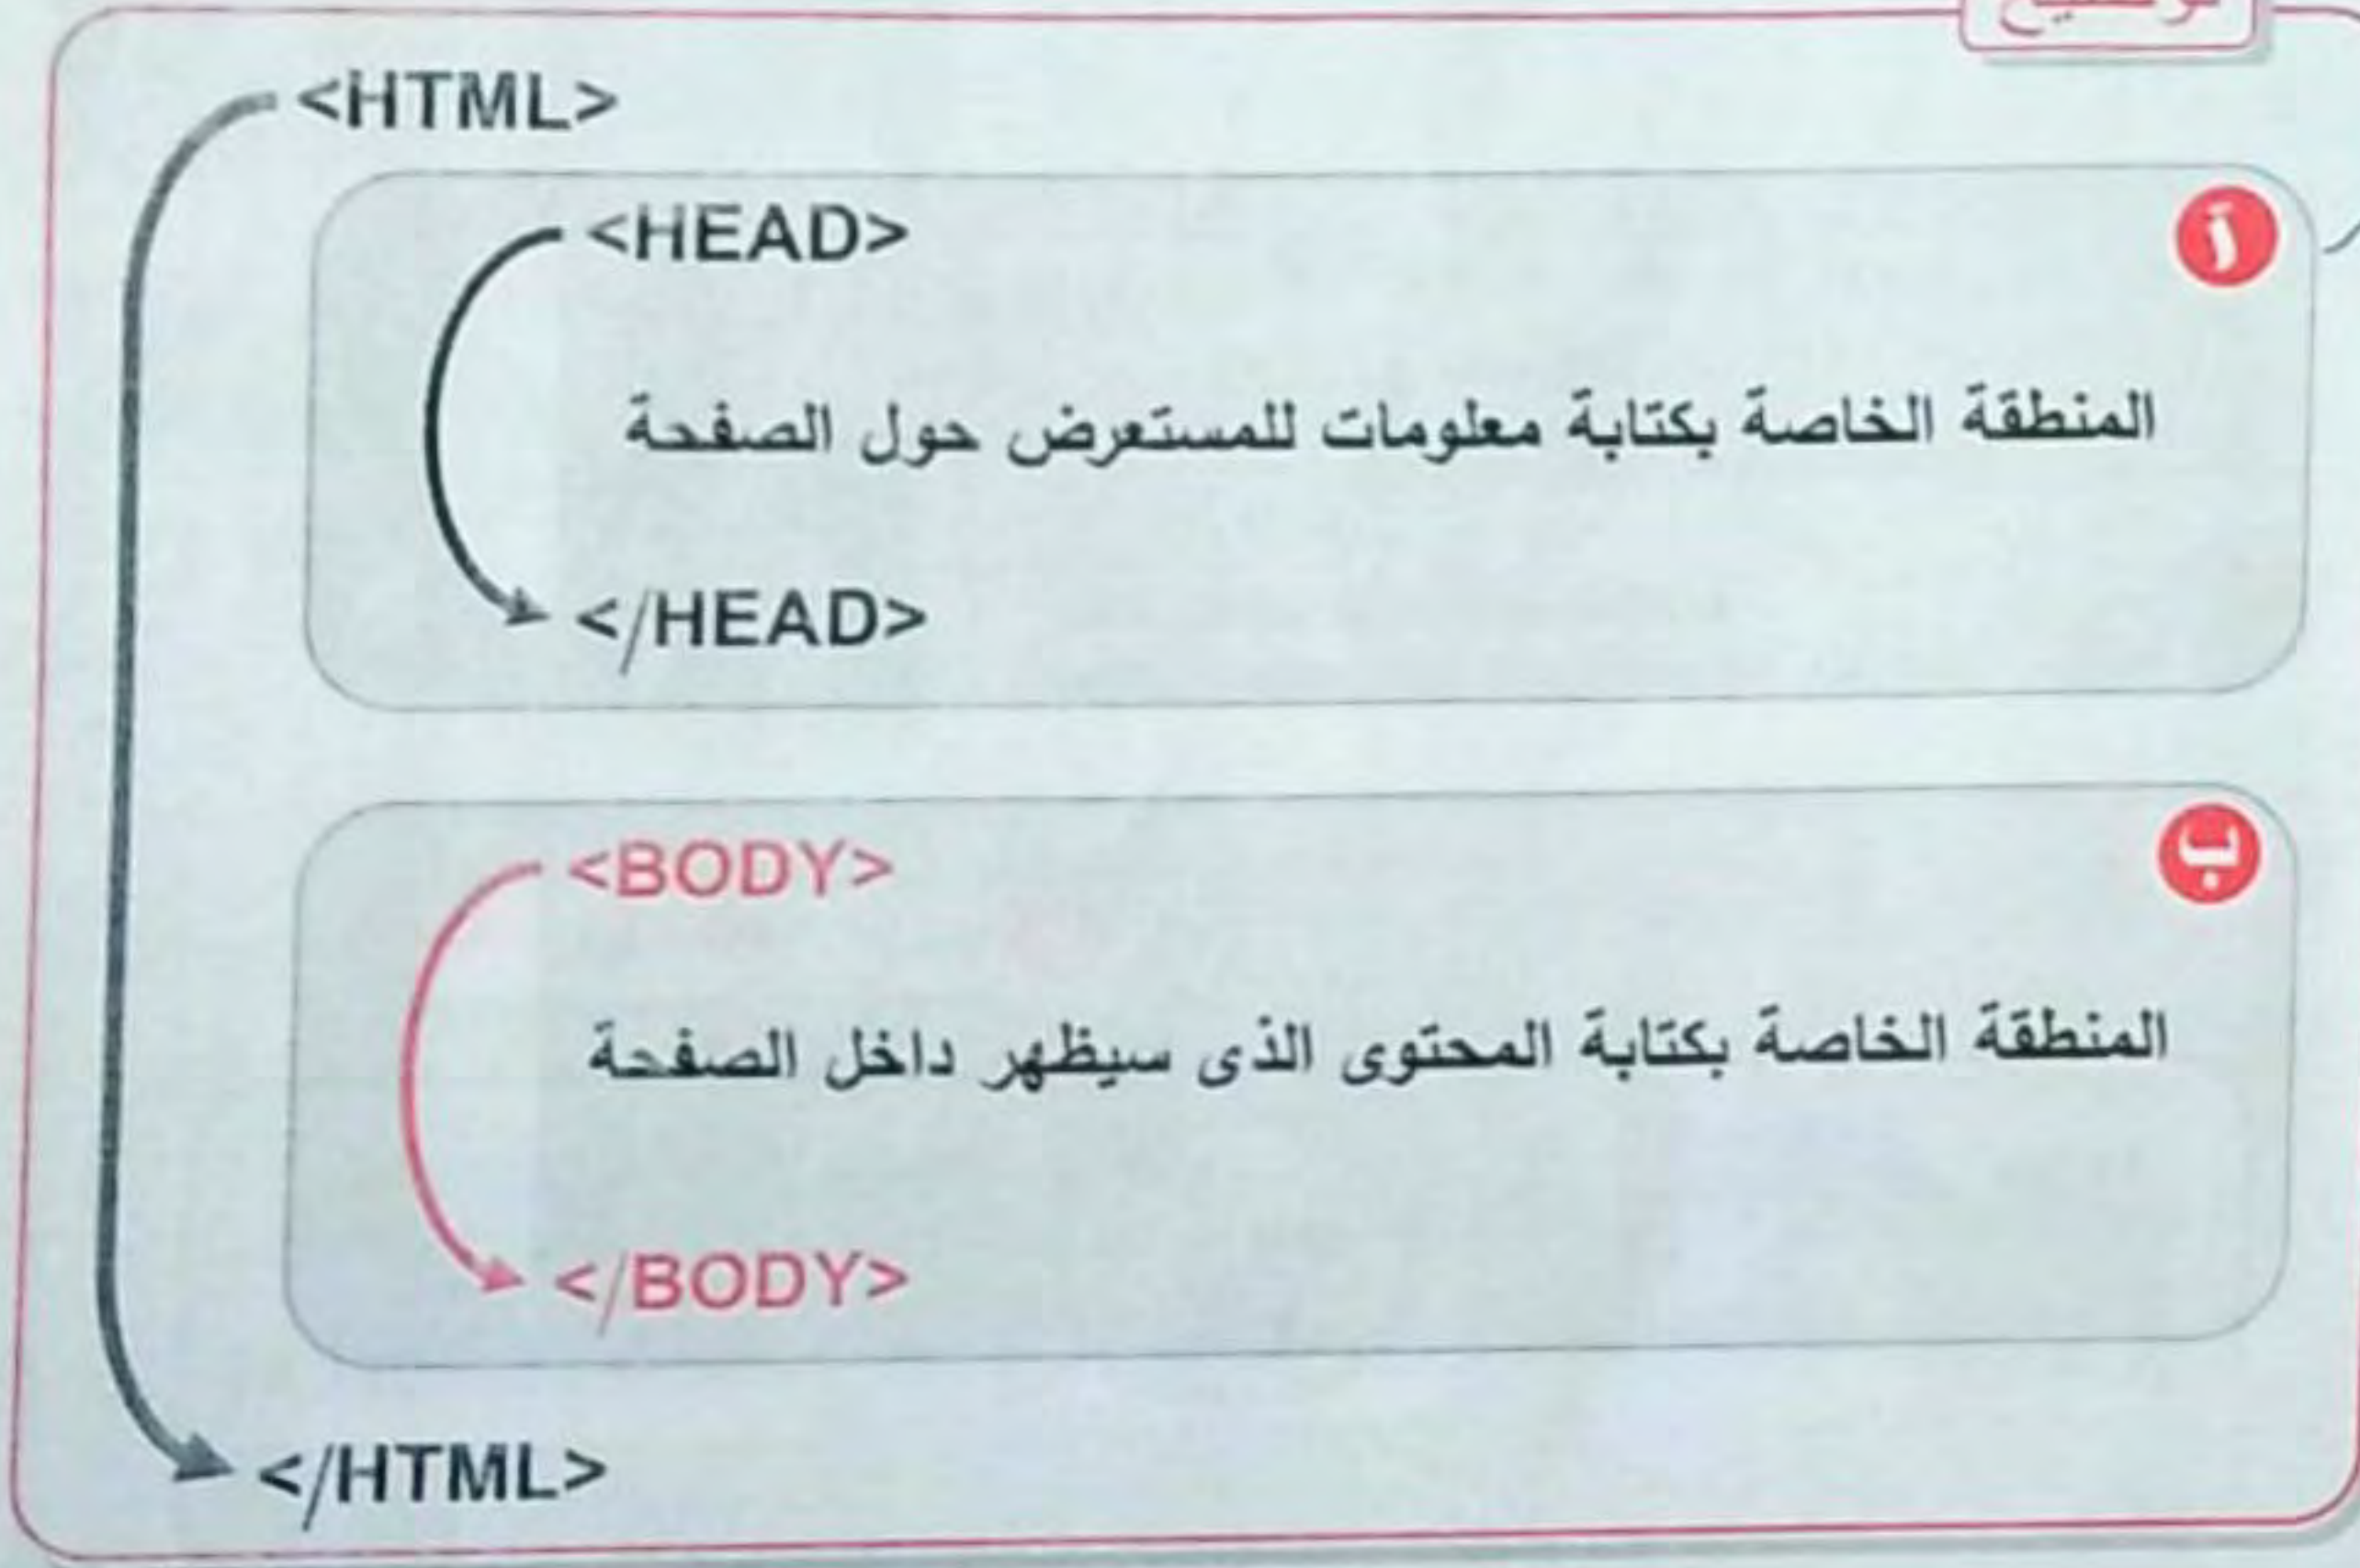 <HTML>
أ
<HEAD>
المنطقة الخاصة بكتابة معلومات للمستعرض حول الصفحة
</HEAD>
ب
<BODY>
المنطقة الخاصة بكتابة المحتوى الذى سيظهر داخل الصفحة
</BODY>
</HTML>